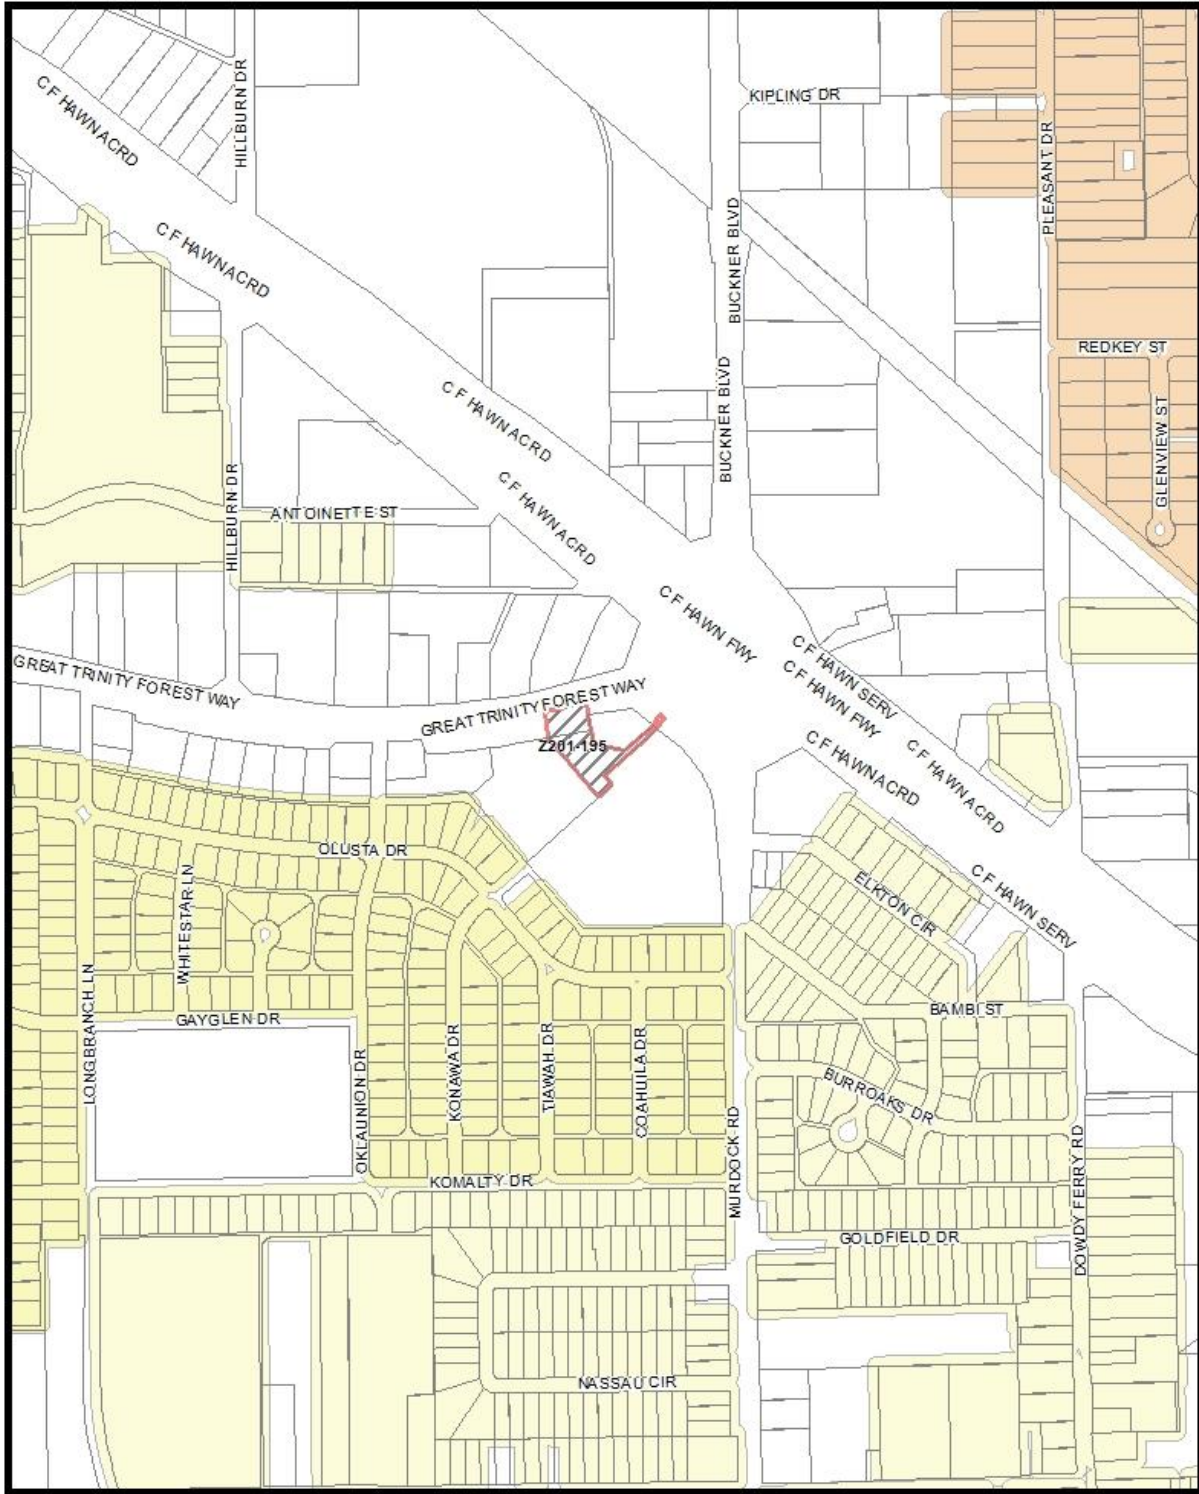 C F HAWN ACRD
HILLBURN DR
KIPLING DR
PLEASANT DR
C F HAWN ACRD
BUCKNER BLVD
REDKEY ST
BUCKNER BLVD
GLENVIEW ST
C F HAWN ACRD
HILLBURN DR
ANTOINETTE ST
C F HAWN ACRD
C F HAWN FWY
C F HAWN SERV
C F HAWN FWY
GREAT TRINITY FOREST WAY
GREAT TRINITY FOREST WAY
Z201-195
C F HAWN ACRD
C F HAWN ACRD
OLUSTA DR
WHITESTAR LN
ELKTON CIR
C F HAWN SERV
LONGBRANCH LN
GAYGLEN DR
BAMBI ST
OKLAUNION DR
KONAWA DR
TIAWAH DR
COAHUILA DR
BURROAKS DR
MURDOCK RD
KOMALTY DR
DOWDY FERRY RD
GOLDFIELD DR
NASSAU CIR